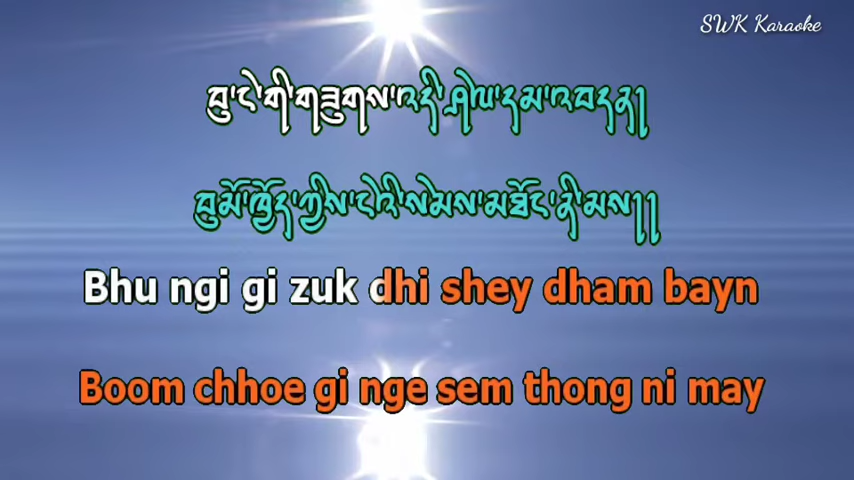 SWK Karaoke
བུ་ངེ་གི་གཟུགས་འདི་ཤེལ་དམ་འབདན།
བུམོ་ཁྱོད་ཀྱིས་ངེའི་སེམས་མཐོང་ནི་མས།།
Bhu ngi gi zuk dhi shey dham bayn
Boom chhoe gi nge sem thong ni may